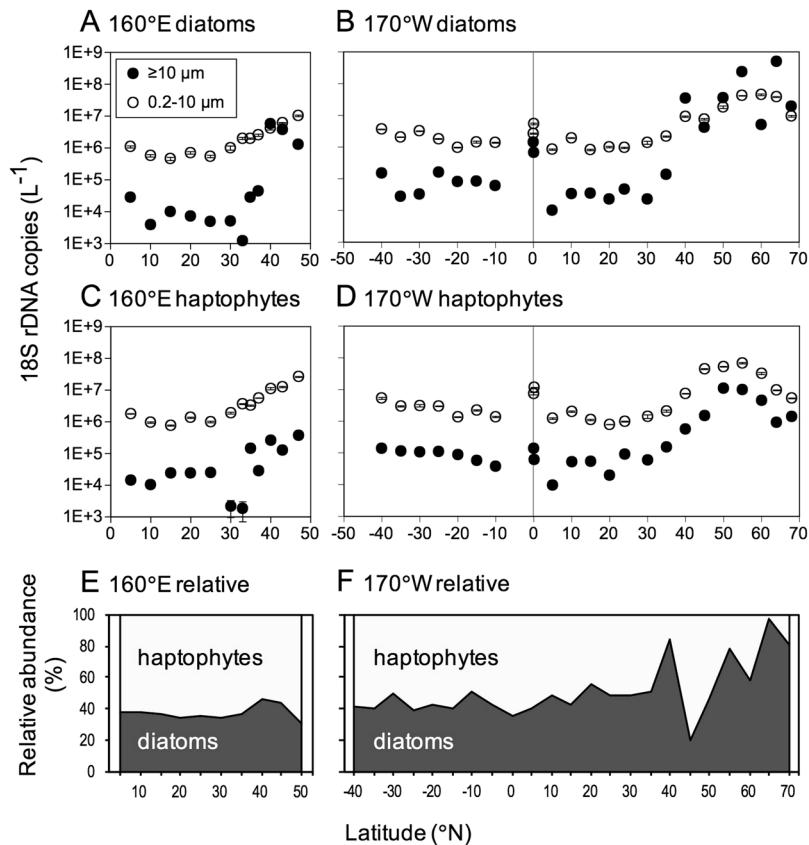 A 160°E diatoms
B 170°W diatoms
≥10 µm
0.2-10 µm
1E+9
1E+8
1E+7
1E+6
1E+5
1E+4
1E+3
0 10 20 30 40 50
-50 -40 -30 -20 -10 0 10 20 30 40 50 60 70
18S rDNA copies (L⁻¹)
C 160°E haptophytes
D 170°W haptophytes
1E+9
1E+8
1E+7
1E+6
1E+5
1E+4
1E+3
0 10 20 30 40 50
-50 -40 -30 -20 -10 0 10 20 30 40 50 60 70
E 160°E relative
F 170°W relative
Relative abundance
(%)
100
80
60
40
20
0
haptophytes
diatoms
haptophytes
diatoms
10 20 30 40 50
-40 -30 -20 -10 0 10 20 30 40 50 60 70
Latitude (°N)